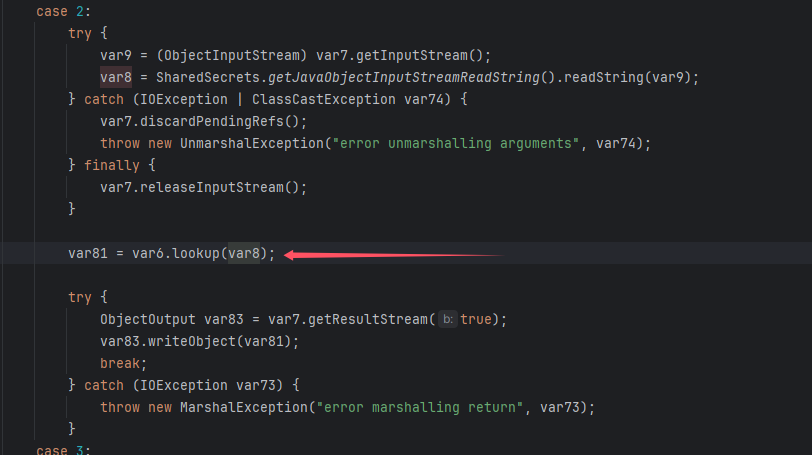 case 2:
try {
var9 = (ObjectInputStream) var7.getInputStream();
var8 = SharedSecrets.getJavaObjectInputStreamReadString().readString(var9);
} catch (IOException | ClassCastException var74) {
var7.discardPendingRefs();
throw new UnmarshalException("error unmarshalling arguments", var74);
} finally {
var7.releaseInputStream();
}
var81 = var6.lookup(var8);
try {
ObjectOutput var83 = var7.getResultStream( b: true);
var83.writeObject(var81);
break;
} catch (IOException var73) {
throw new MarshalException("error marshalling return", var73);
}
case 3: